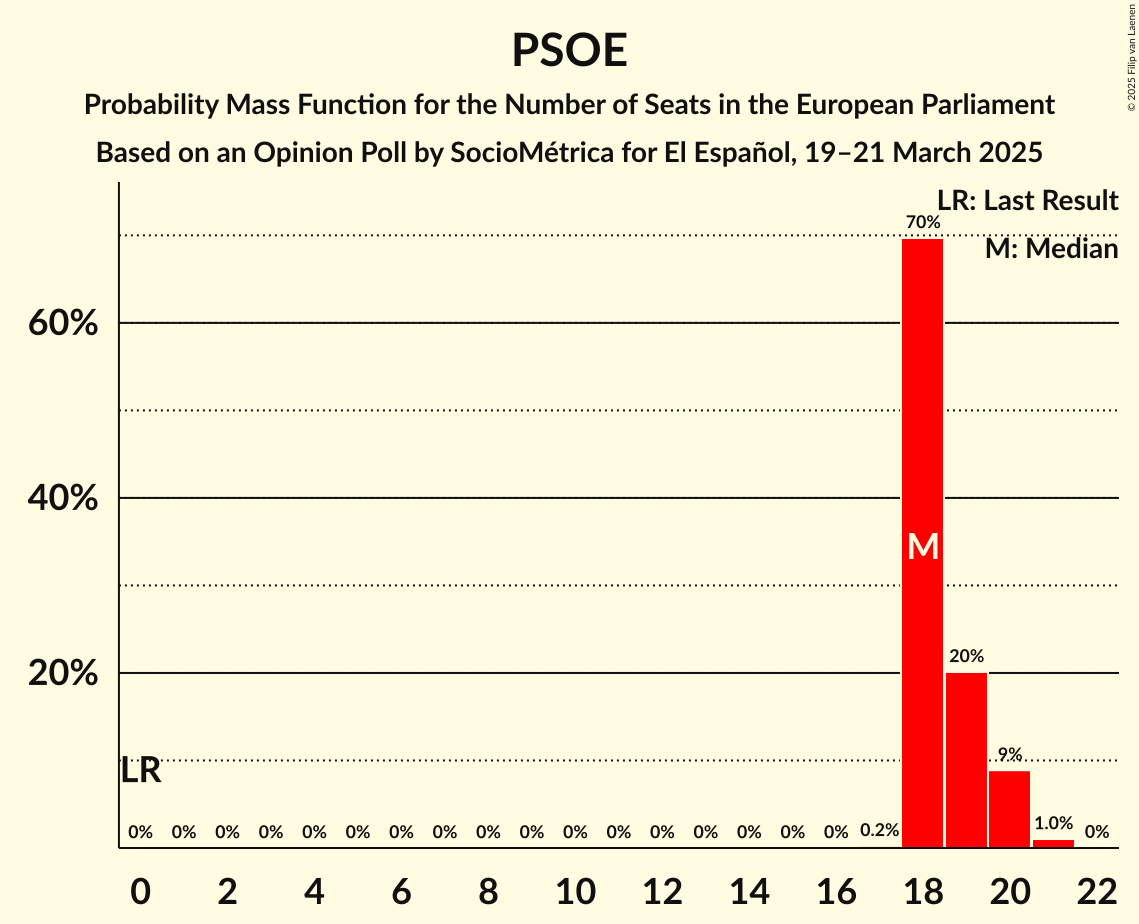 PSOE
Probability Mass Function for the Number of Seats in the European Parliament
Based on an Opinion Poll by SocioMétrica for El Español, 19–21 March 2025
© 2025 Filip van Laenen
LR: Last Result
M: Median
70%
60%
40%
M
20%
20%
9%
LR
0% 0% 0% 0% 0% 0% 0% 0% 0% 0% 0% 0% 0% 0% 0% 0% 0% 0.2% 1.0% 0%
0 2 4 6 8 10 12 14 16 18 20 22